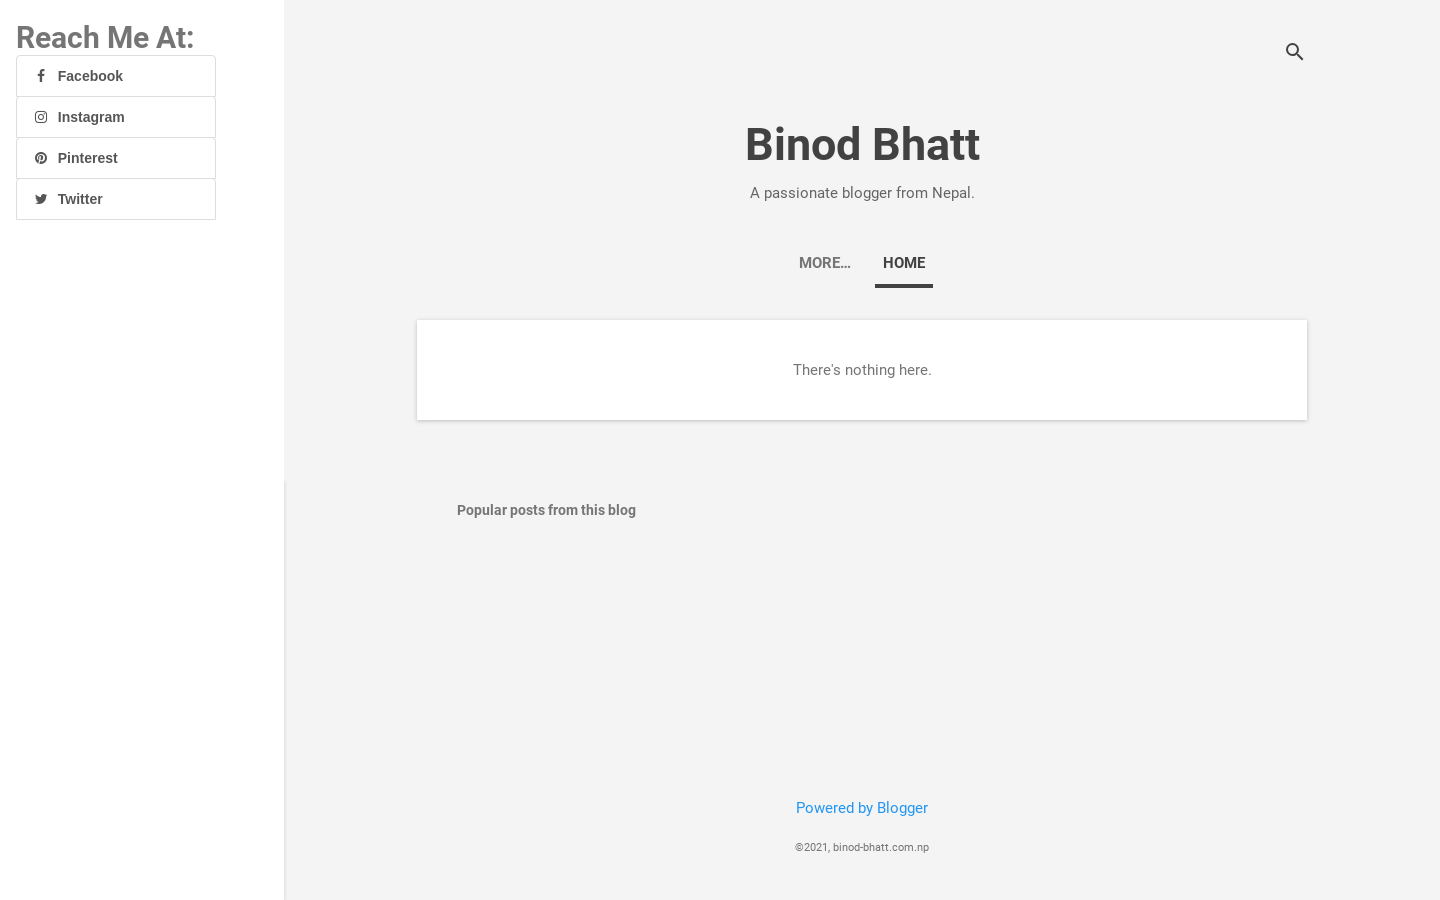 Reach Me At:
Facebook
Instagram
Pinterest
Twitter
Binod Bhatt
A passionate blogger from Nepal.
MORE… HOME
There's nothing here.
Popular posts from this blog
Powered by Blogger
©2021, binod-bhatt.com.np